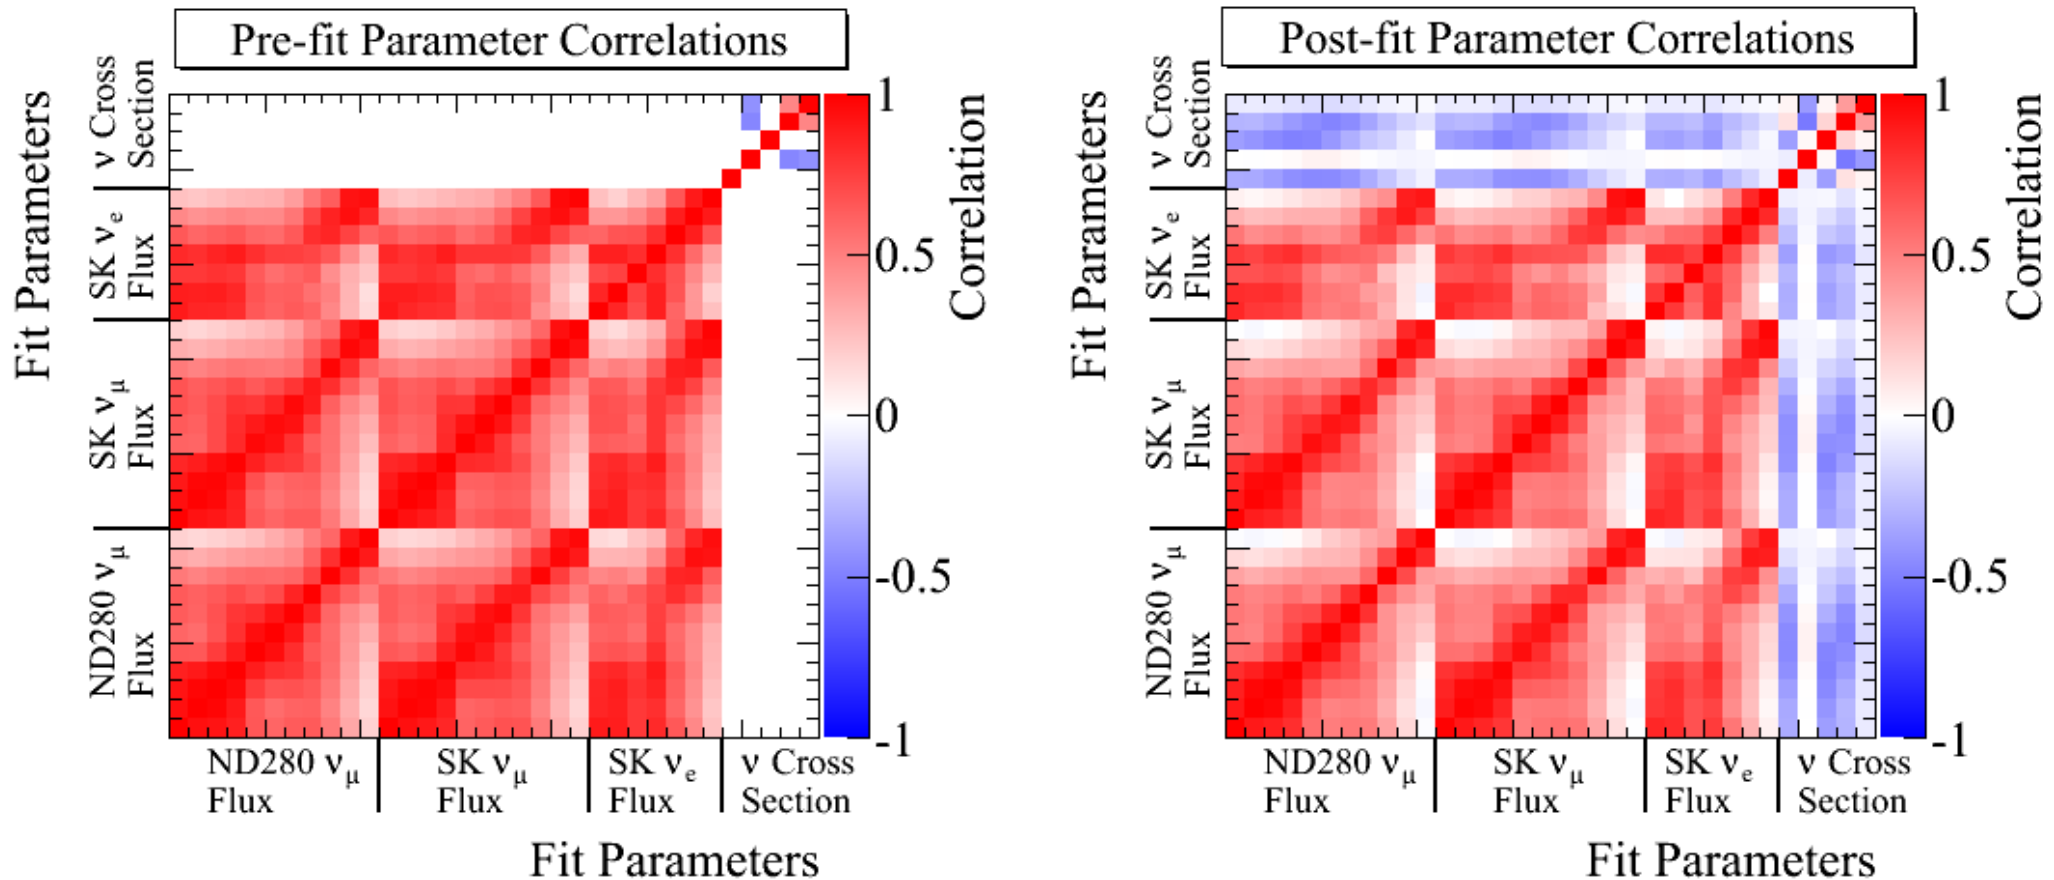 Pre-fit Parameter Correlations
Fit Parameters
ν Cross
Section
SK νe
Flux
SK νμ
Flux
ND280 νμ
Flux
1
0.5
0
-0.5
-1
Correlation
ND280 νμ
Flux
SK νμ
Flux
SK νe
Flux
ν Cross
Section
Fit Parameters
Post-fit Parameter Correlations
Fit Parameters
ν Cross
Section
SK νe
Flux
SK νμ
Flux
ND280 νμ
Flux
1
0.5
0
-0.5
-1
Correlation
ND280 νμ
Flux
SK νμ
Flux
SK νe
Flux
ν Cross
Section
Fit Parameters